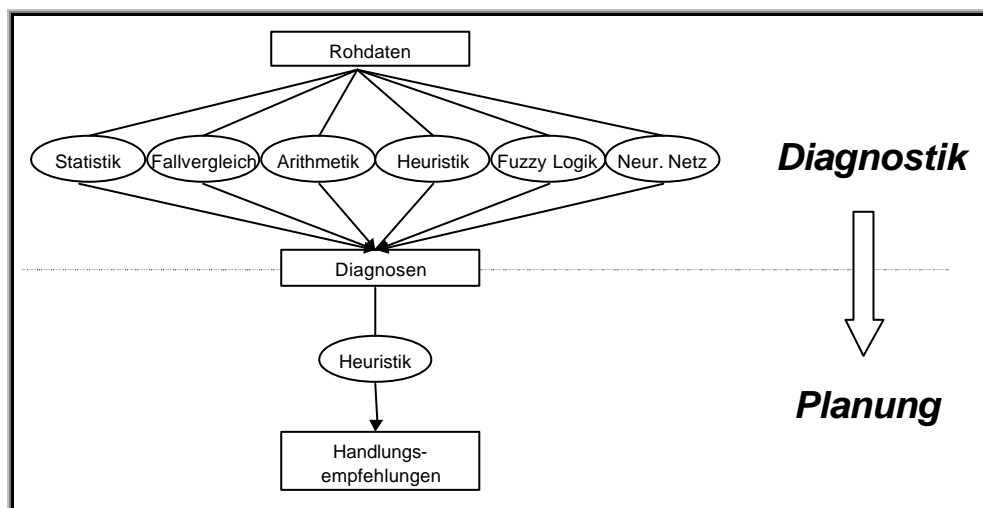 Rohdaten
Statistik
Fallvergleich
Arithmetik
Heuristik
Fuzzy Logik
Neur. Netz
Diagnostik
Diagnosen
Heuristik
Planung
Handlungs-
empfehlungen